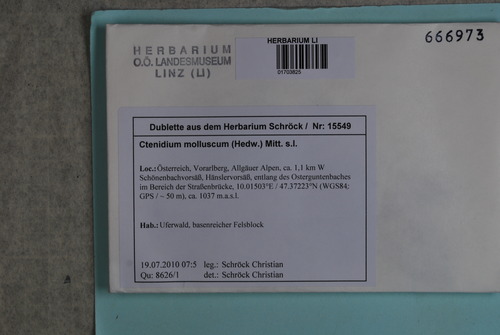 HERBARIUM
O.Ö. LANDESMUSEUM
LINZ (LI)
HERBARIUM LI
01703825
666973
Dublette aus dem Herbarium Schröck / Nr: 15549
Ctenidium molluscum (Hedw.) Mitt. s.l.
Loc.:Österreich, Vorarlberg, Allgäuer Alpen, ca. 1,1 km W
Schönenbachvorsäß, Hänslervorsäß, entlang des Osterguntenbaches
im Bereich der Straßenbrücke, 10.01503°E / 47.37223°N (WGS84;
GPS / ~ 50 m), ca. 1037 m.a.s.l.
Hab.:Uferwald, basenreicher Felsblock
19.07.2010 07:5 leg.: Schröck Christian
Qu: 8626/1 det.: Schröck Christian